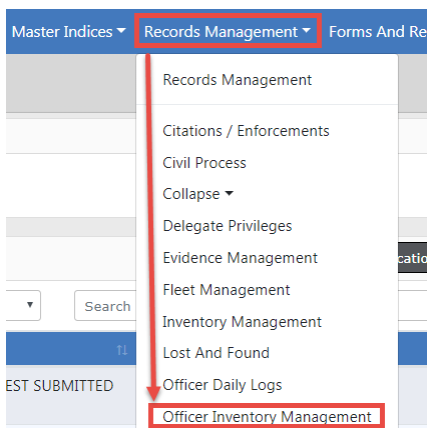 Master Indices Records Management Forms And Re
Records Management
Citations / Enforcements
Civil Process
Collapse
Delegate Privileges
Evidence Management
catio
Fleet Management
Search
Inventory Management
Lost And Found
EST SUBMITTED
Officer Daily Logs
Officer Inventory Management